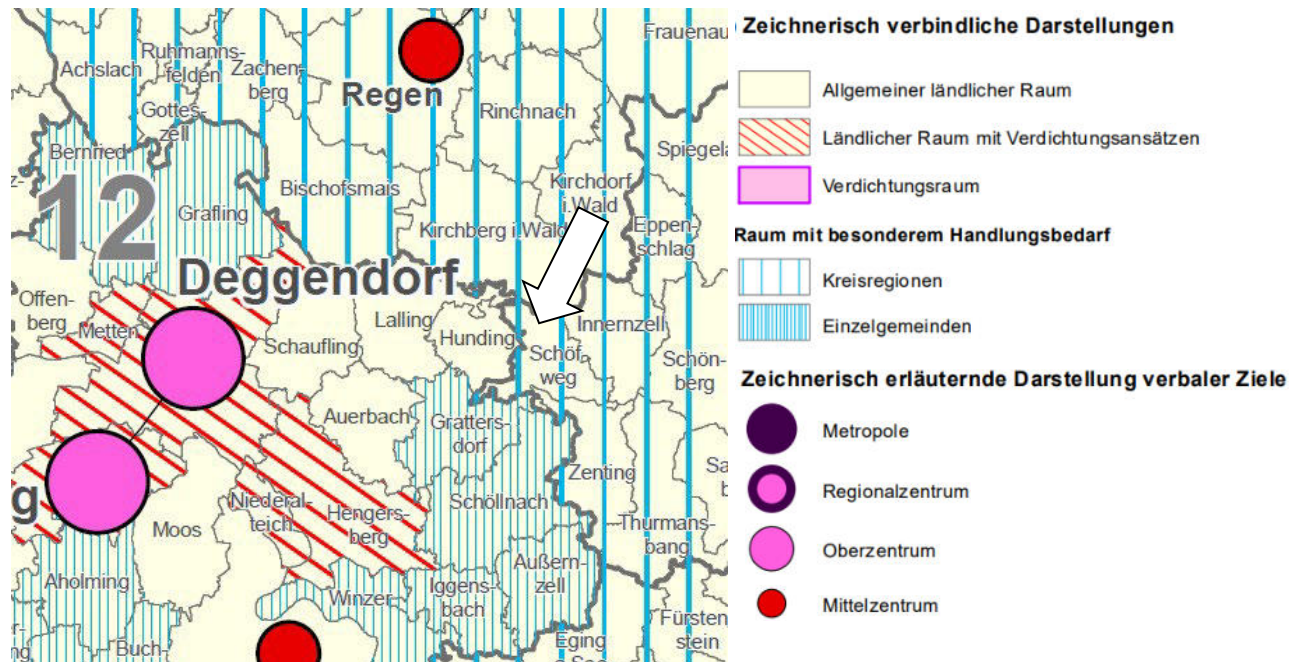 Achslach
Ruhmanns-
felden
Zachen-
berg
Gottes-
zell
Regen
Rinchnach
Frauenau
Bernried
12
Grafling
Bischofsmais
Kirchdorf
i.Wald
Kirchberg i.Wald
Eppen-
schlag
Deggendorf
Offen-
berg
Metten
Schaufling
Lalling
Hunding
Innernzell
Schöf
weg
Schön-
berg
Auerbach
Gratters-
dorf
Zenting
Schöllnach
Moos
Niederal-
teich
Hengers-
berg
Thurmans-
bang
Aholming
Winzer
Iggens-
bach
Außern-
zell
Fürsten
stein
Buch-
Eging
Zeichnerisch verbindliche Darstellungen
Allgemeiner ländlicher Raum
Ländlicher Raum mit Verdichtungsansätzen
Verdichtungsraum
Raum mit besonderem Handlungsbedarf
Kreisregionen
Einzelgemeinden
Zeichnerisch erläuternde Darstellung verbaler Ziele
Metropole
Regionalzentrum
Oberzentrum
Mittelzentrum